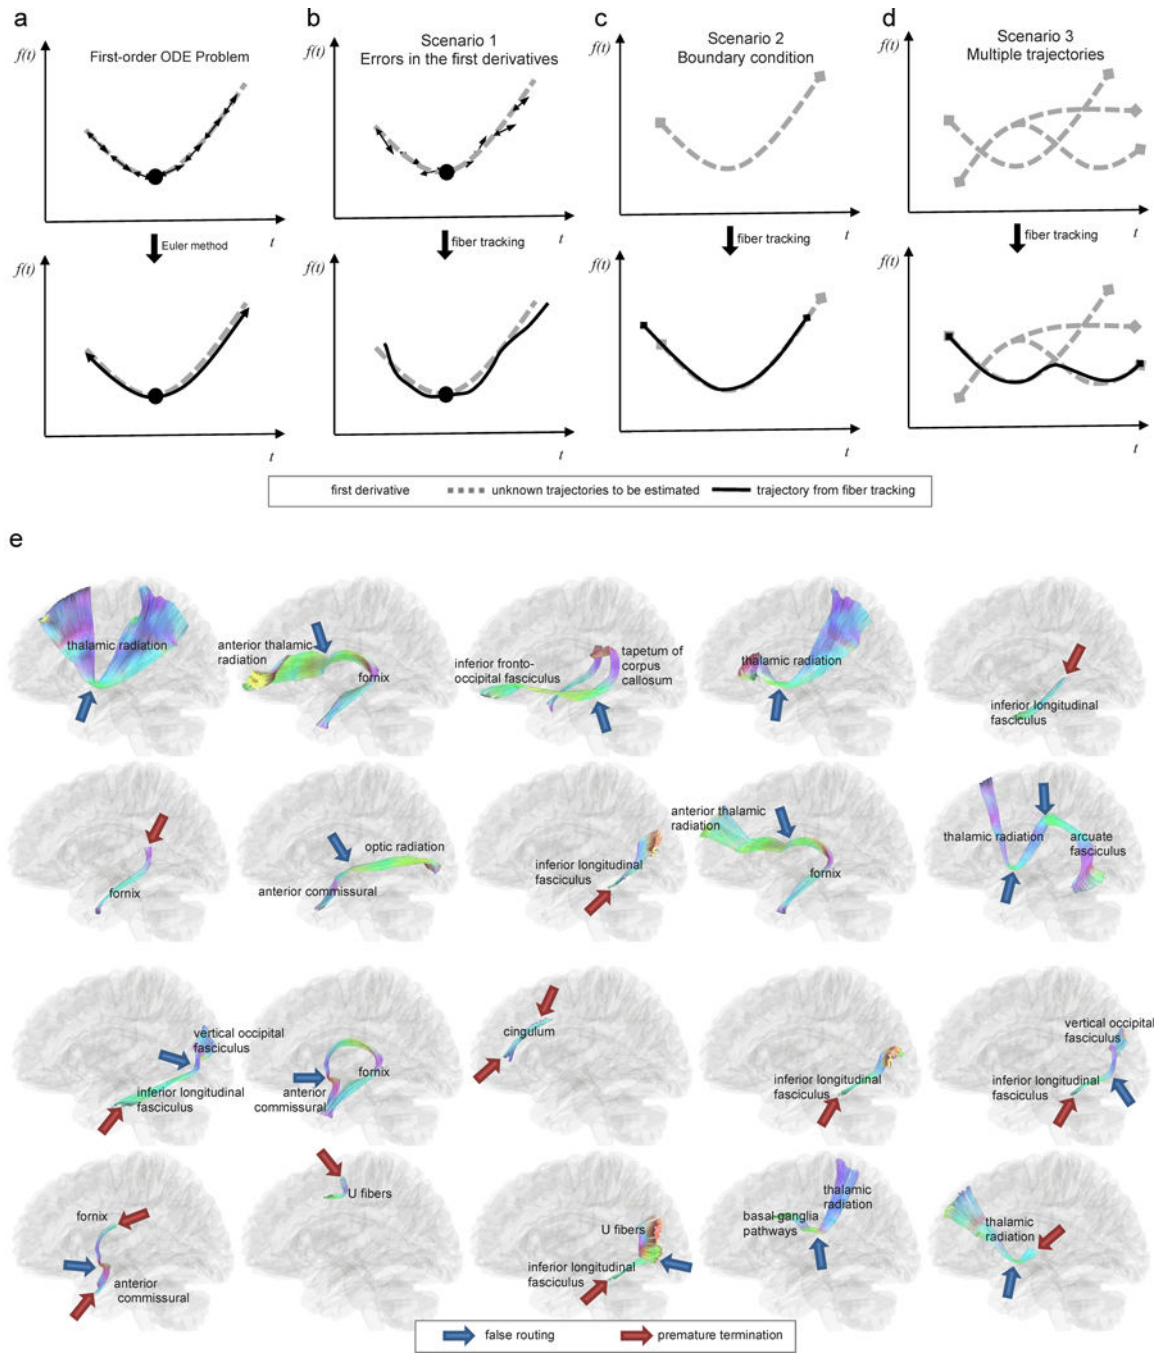 a
b
c
d
First-order ODE Problem
Scenario 1
Errors in the first derivatives
Scenario 2
Boundary condition
Scenario 3
Multiple trajectories
f(t)
f(t)
f(t)
f(t)
t
t
t
t
Euler method
fiber tracking
fiber tracking
fiber tracking
f(t)
f(t)
f(t)
f(t)
t
t
t
t
first derivative
unknown trajectories to be estimated
trajectory from fiber tracking
e
thalamic radiation
anterior thalamic
radiation
fornix
inferior fronto-
occipital fasciculus
tapetum of
corpus
callosum
thalamic radiation
inferior longitudinal
fasciculus
fornix
optic radiation
anterior commissural
inferior longitudinal
fasciculus
anterior thalamic
radiation
fornix
thalamic radiation
arcuate
fasciculus
vertical occipital
fasciculus
inferior longitudinal
fasciculus
fornix
anterior
commissural
cingulum
inferior longitudinal
fasciculus
vertical occipital
fasciculus
inferior longitudinal
fasciculus
fornix
anterior
commissural
U fibers
U fibers
inferior longitudinal
fasciculus
thalamic
radiation
basal ganglia
pathways
thalamic
radiation
false routing
premature termination